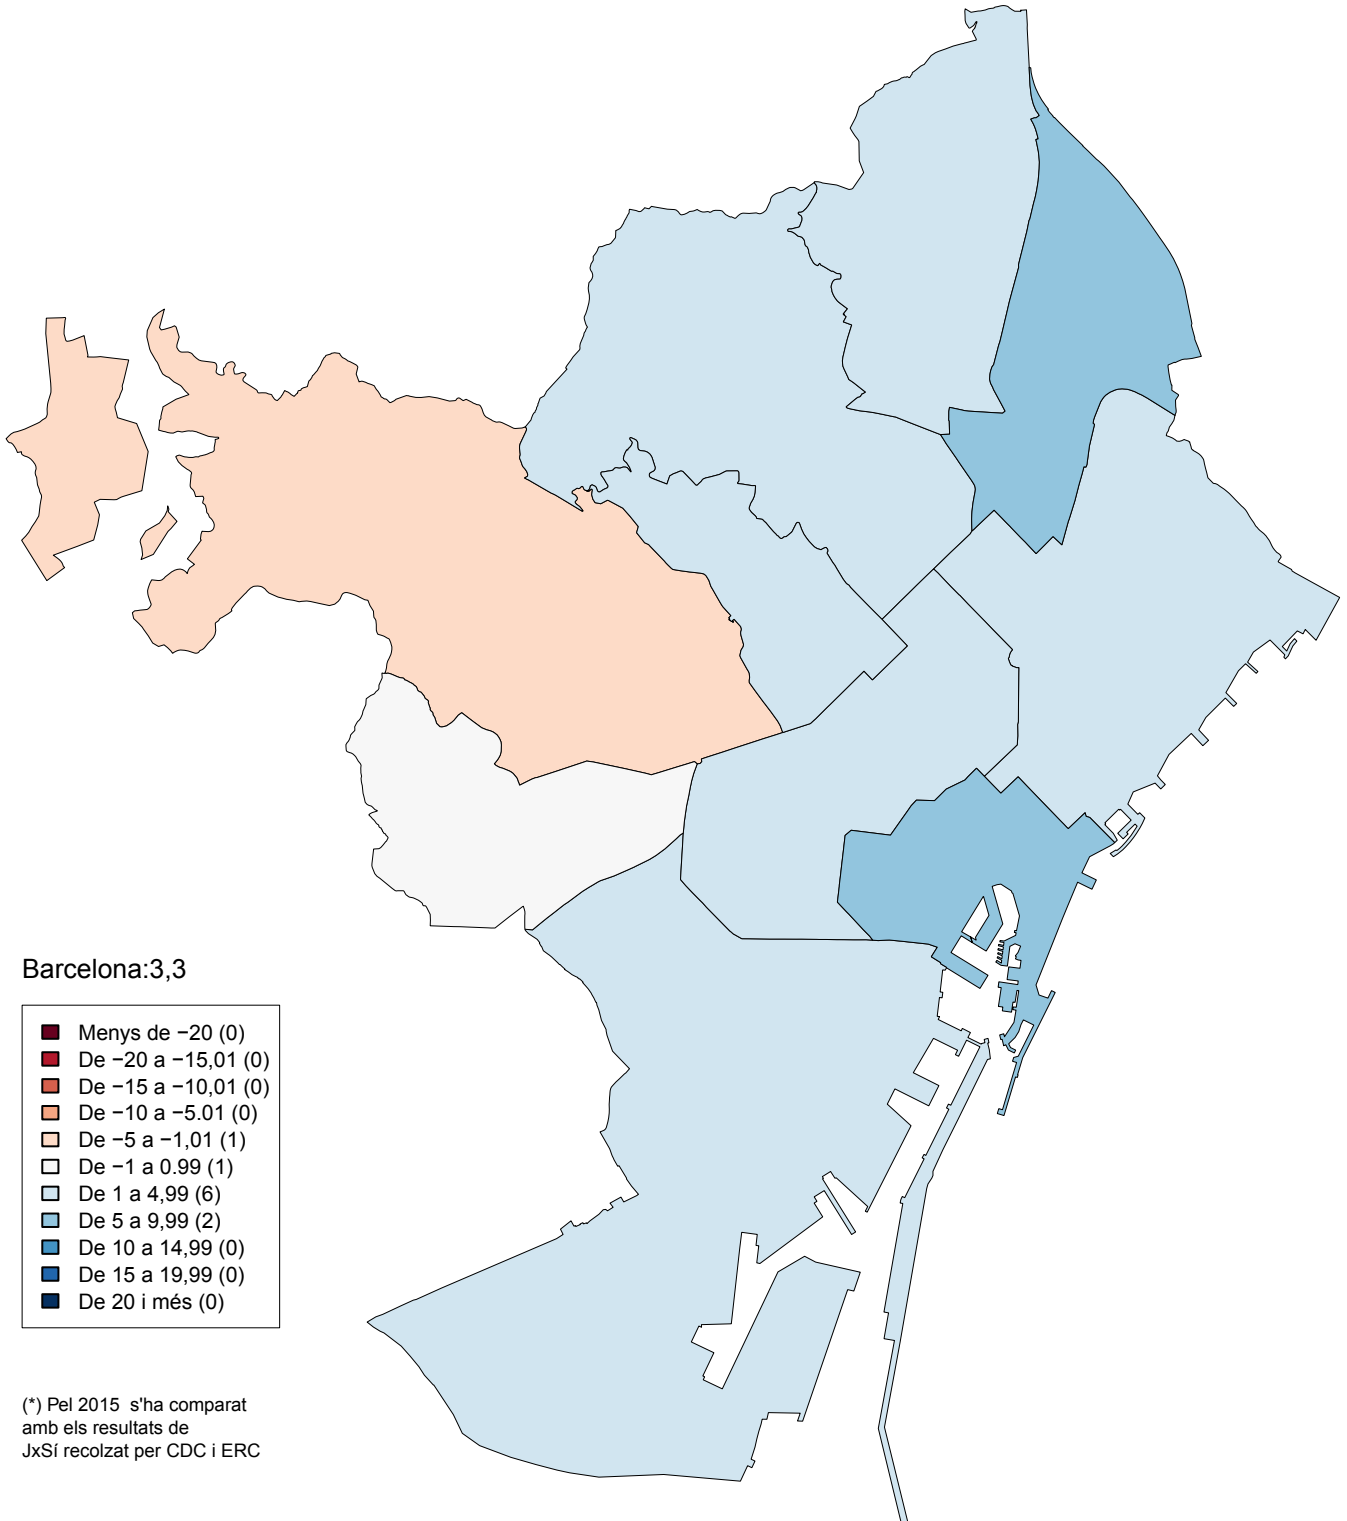 Barcelona:3,3
Menys de −20 (0)
De −20 a −15,01 (0)
De −15 a −10,01 (0)
De −10 a −5.01 (0)
De −5 a −1,01 (1)
De −1 a 0.99 (1)
De 1 a 4,99 (6)
De 5 a 9,99 (2)
De 10 a 14,99 (0)
De 15 a 19,99 (0)
De 20 i més (0)
(*) Pel 2015 s'ha comparat
amb els resultats de
JxSí recolzat per CDC i ERC